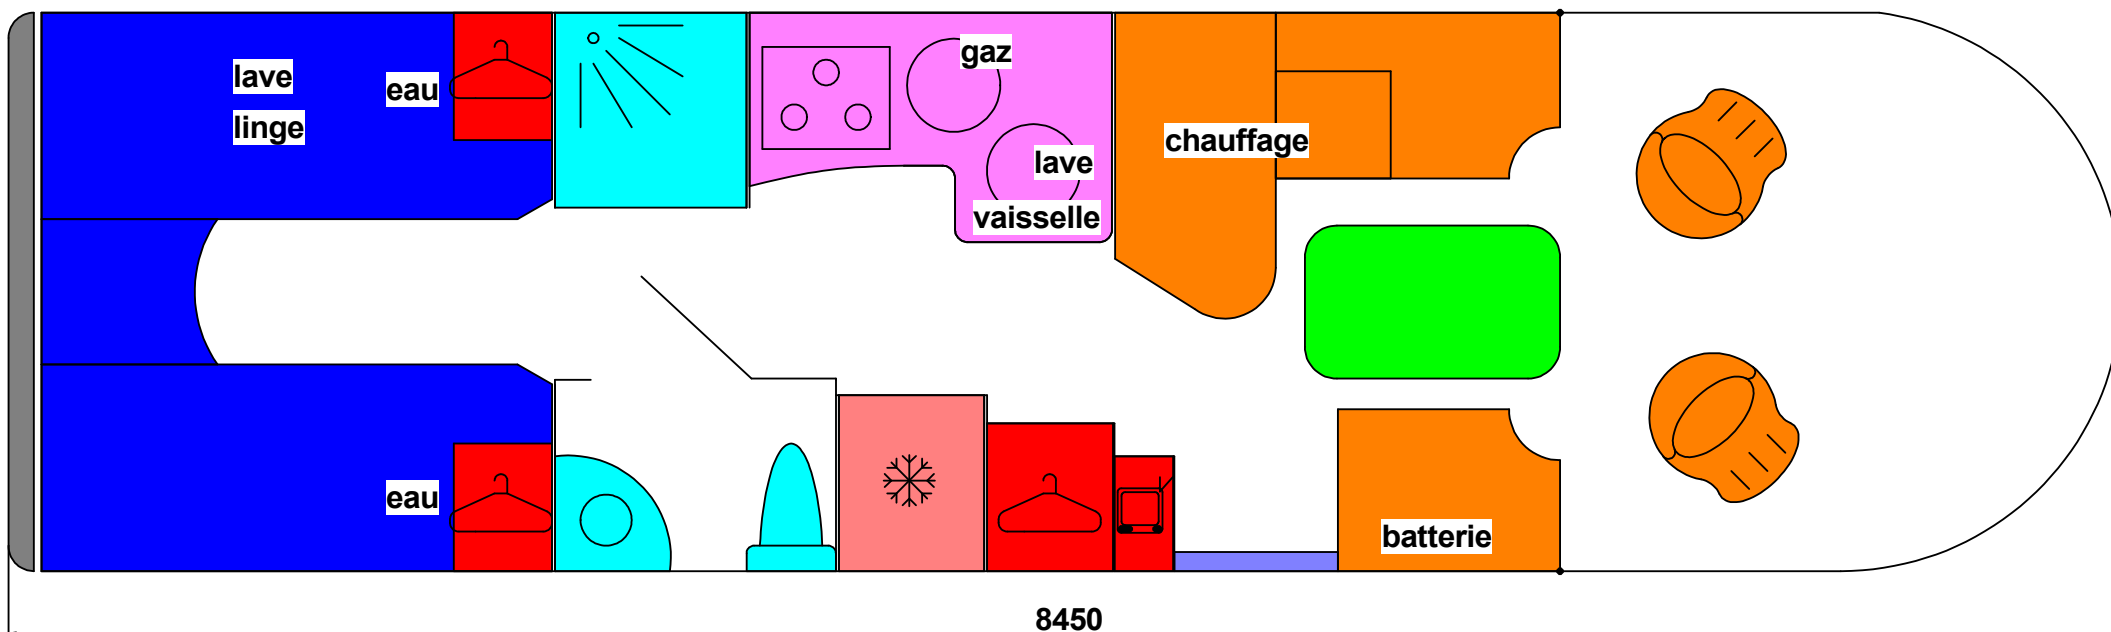 lave
linge
eau
gaz
lave
vaisselle
chauffage
eau
batterie
8450